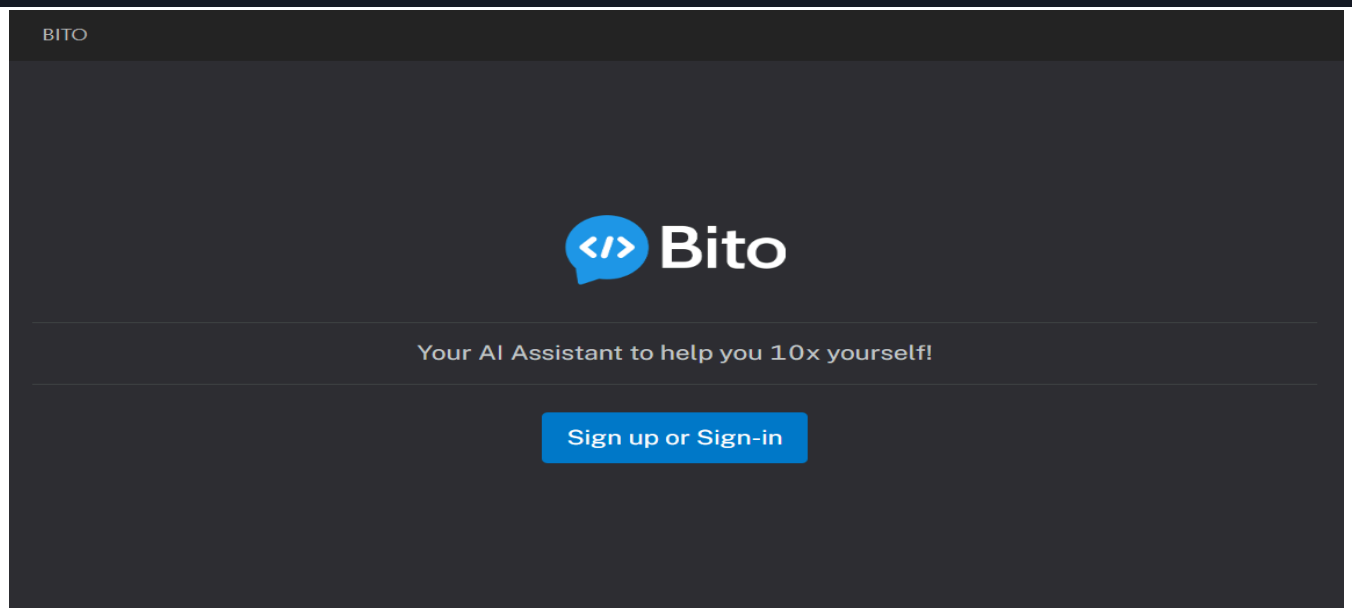 BITO
</> Bito
Your AI Assistant to help you 10x yourself!
Sign up or Sign-in